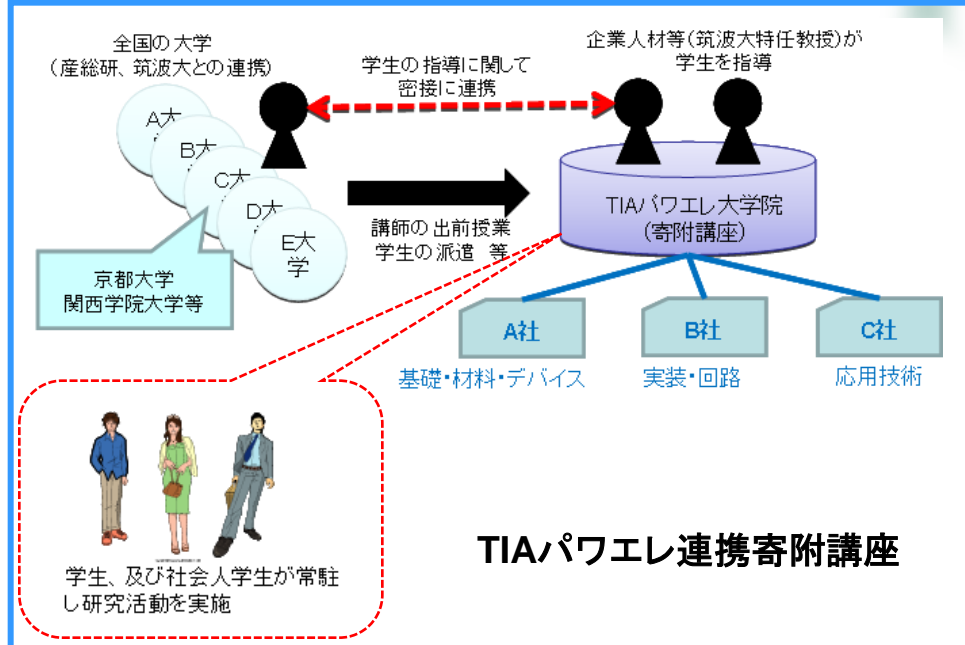 全国の大学
(産総研、筑波大との連携)
企業人材等(筑波大特任教授)が
学生を指導
学生の指導に関して
密接に連携
A大
B大
C大
D大
E大
学
京都大学
関西学院大学等
講師の出前授業
学生の派遣 等
TIAパワエレ大学院
(寄附講座)
A社
B社
C社
基礎・材料・デバイス
実装・回路
応用技術
TIAパワエレ連携寄附講座
学生、及び社会人学生が常駐
し研究活動を実施